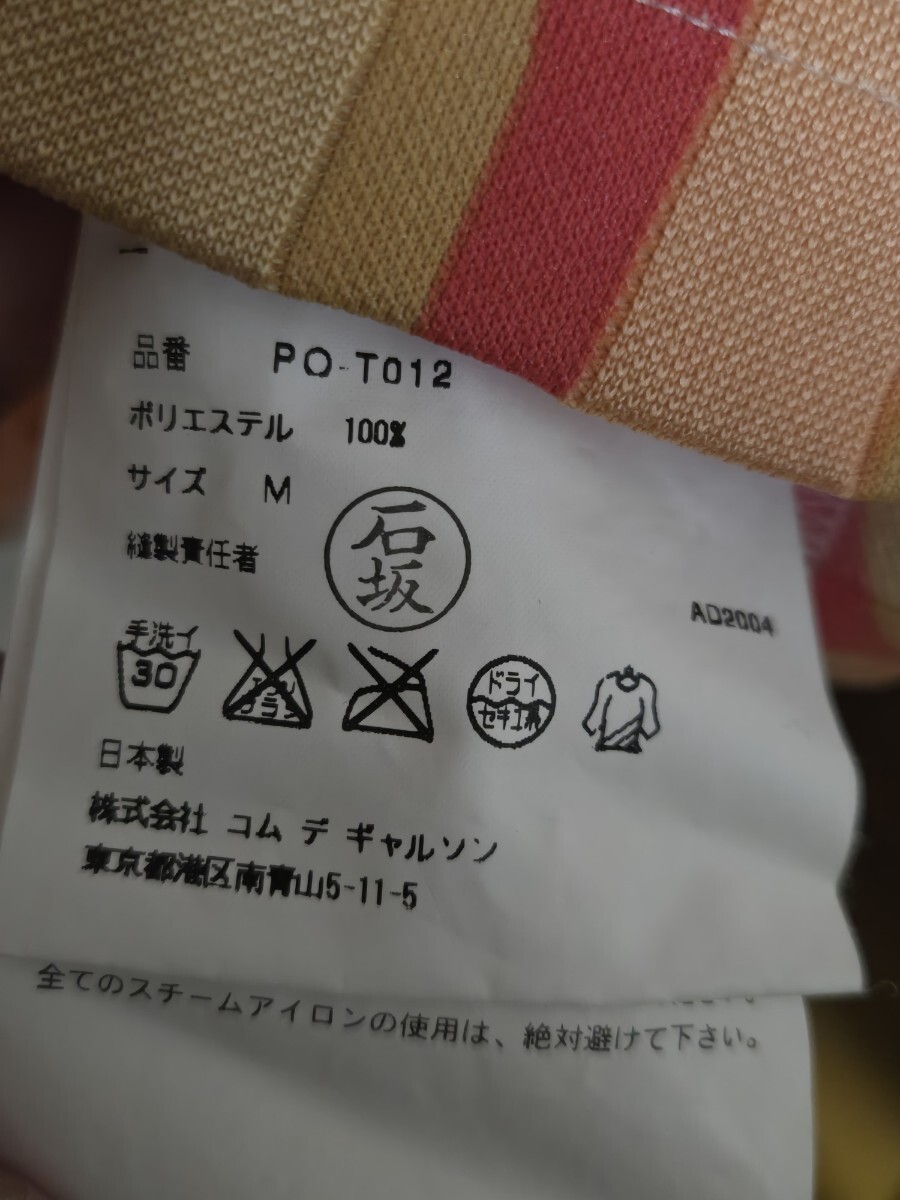 品番 PO-T012
ポリエステル 100%
サイズ M
縫製責任者 石坂
AD2004
手洗イ
30
ドライ
セキユ系
日本製
株式会社 コム デ ギャルソン
東京都港区南青山5-11-5
全てのスチームアイロンの使用は、絶対避けて下さい。